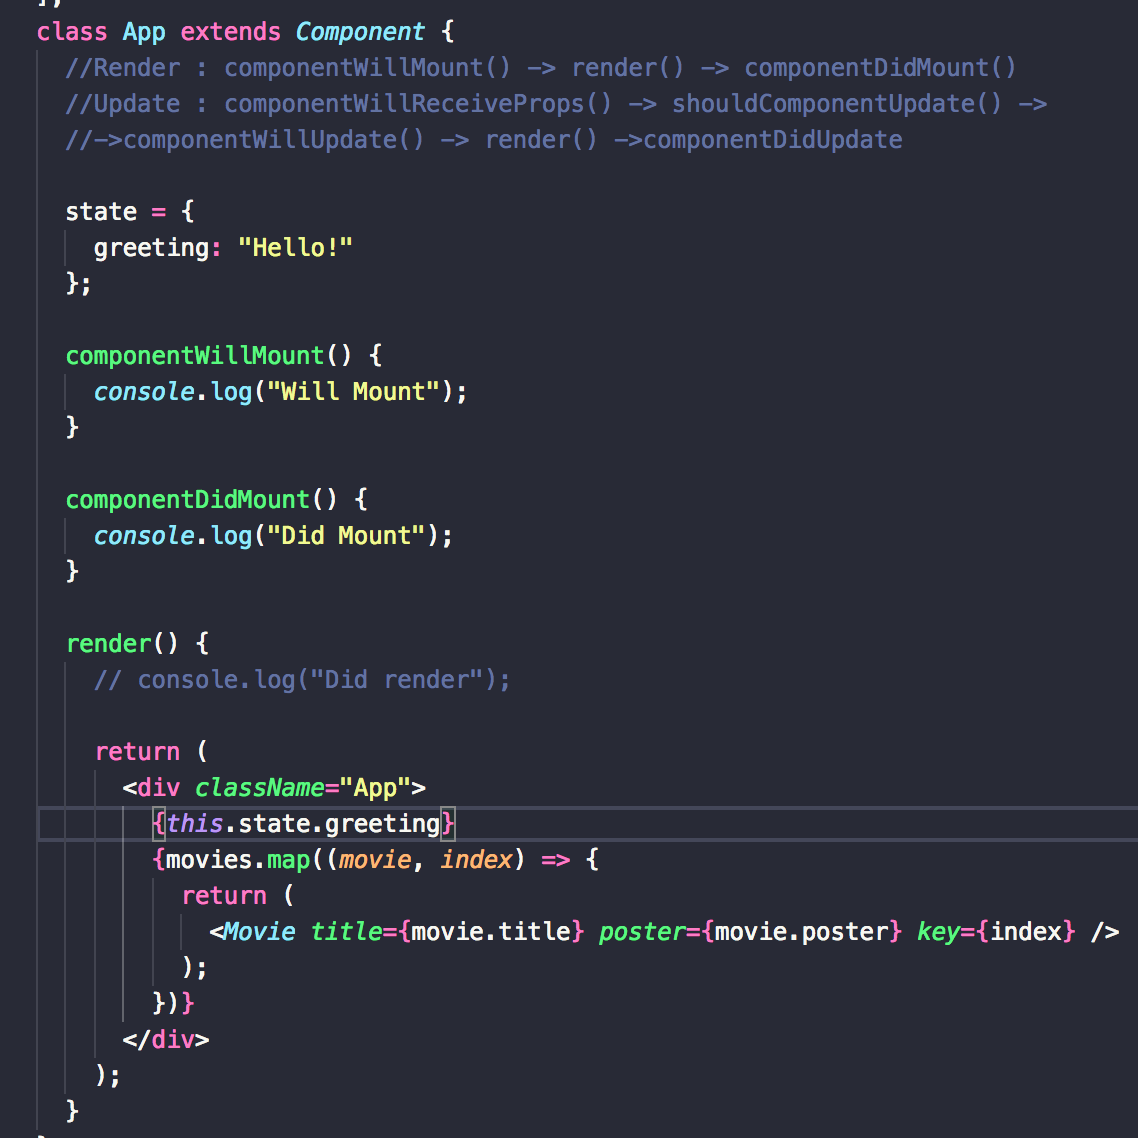 ];
class App extends Component {
//Render : componentWillMount() -> render() -> componentDidMount()
//Update : componentWillReceiveProps() -> shouldComponentUpdate() ->
//->componentWillUpdate() -> render() ->componentDidUpdate
state = {
greeting: "Hello!"
};
componentWillMount() {
console.log("Will Mount");
}
componentDidMount() {
console.log("Did Mount");
}
render() {
// console.log("Did render");
return (
<div className="App">
{this.state.greeting}
{movies.map((movie, index) => {
return (
<Movie title={movie.title} poster={movie.poster} key={index} />
);
})}
</div>
);
}